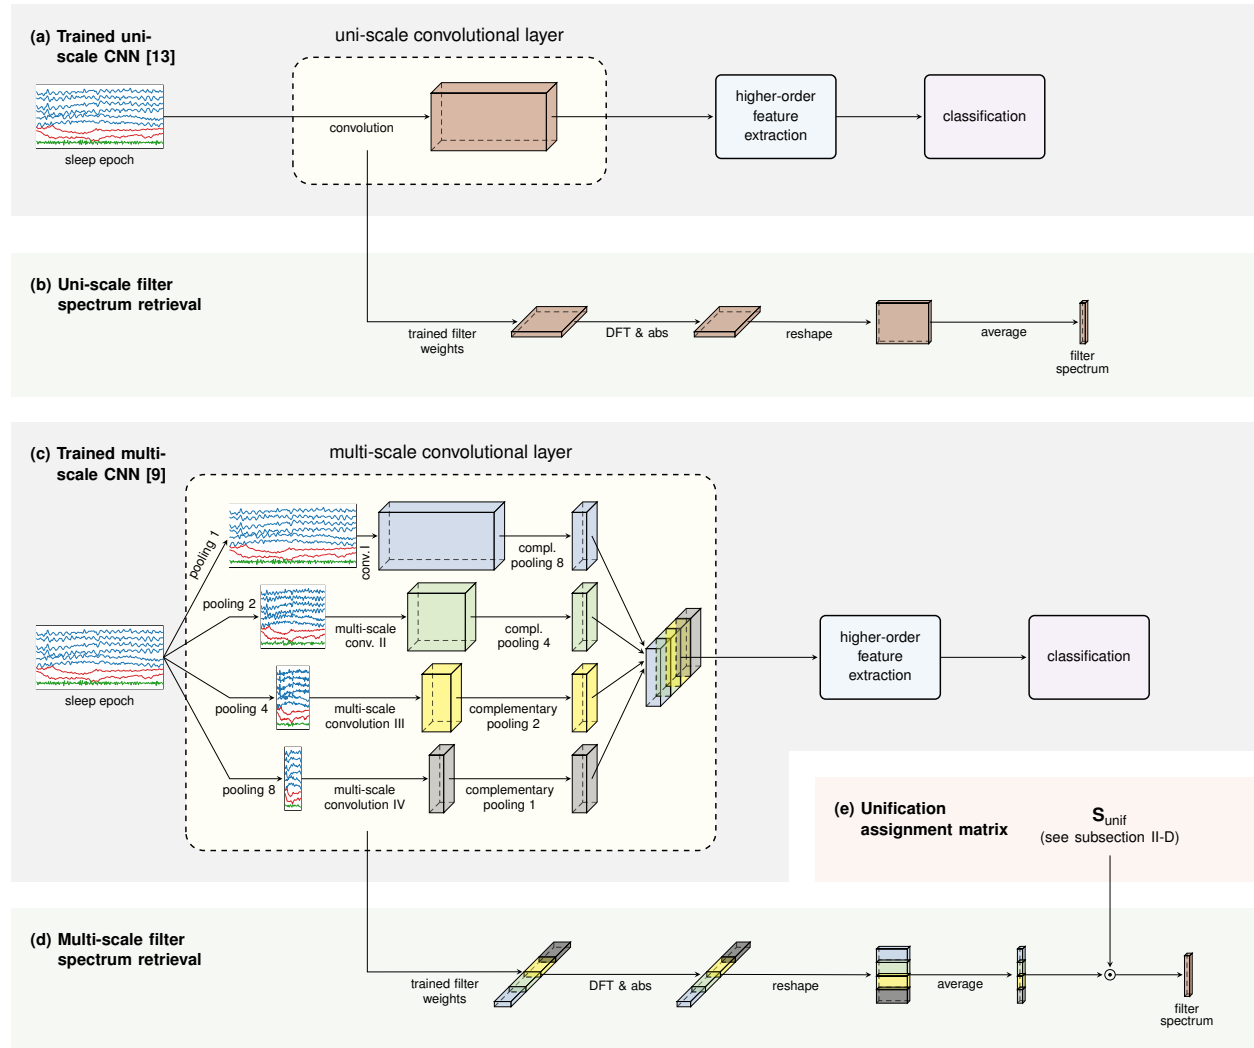 (a) Trained uni-
scale CNN [13]
uni-scale convolutional layer
sleep epoch
convolution
higher-order
feature
extraction
classification
(b) Uni-scale filter
spectrum retrieval
trained filter
weights
DFT & abs
reshape
average
filter
spectrum
(c) Trained multi-
scale CNN [9]
multi-scale convolutional layer
sleep epoch
pooling 1
conv. I
compl.
pooling 8
pooling 2
multi-scale
conv. II
compl.
pooling 4
pooling 4
multi-scale
convolution III
complementary
pooling 2
pooling 8
multi-scale
convolution IV
complementary
pooling 1
higher-order
feature
extraction
classification
(e) Unification
assignment matrix
Sunif
(see subsection II-D)
(d) Multi-scale filter
spectrum retrieval
trained filter
weights
DFT & abs
reshape
average
filter
spectrum